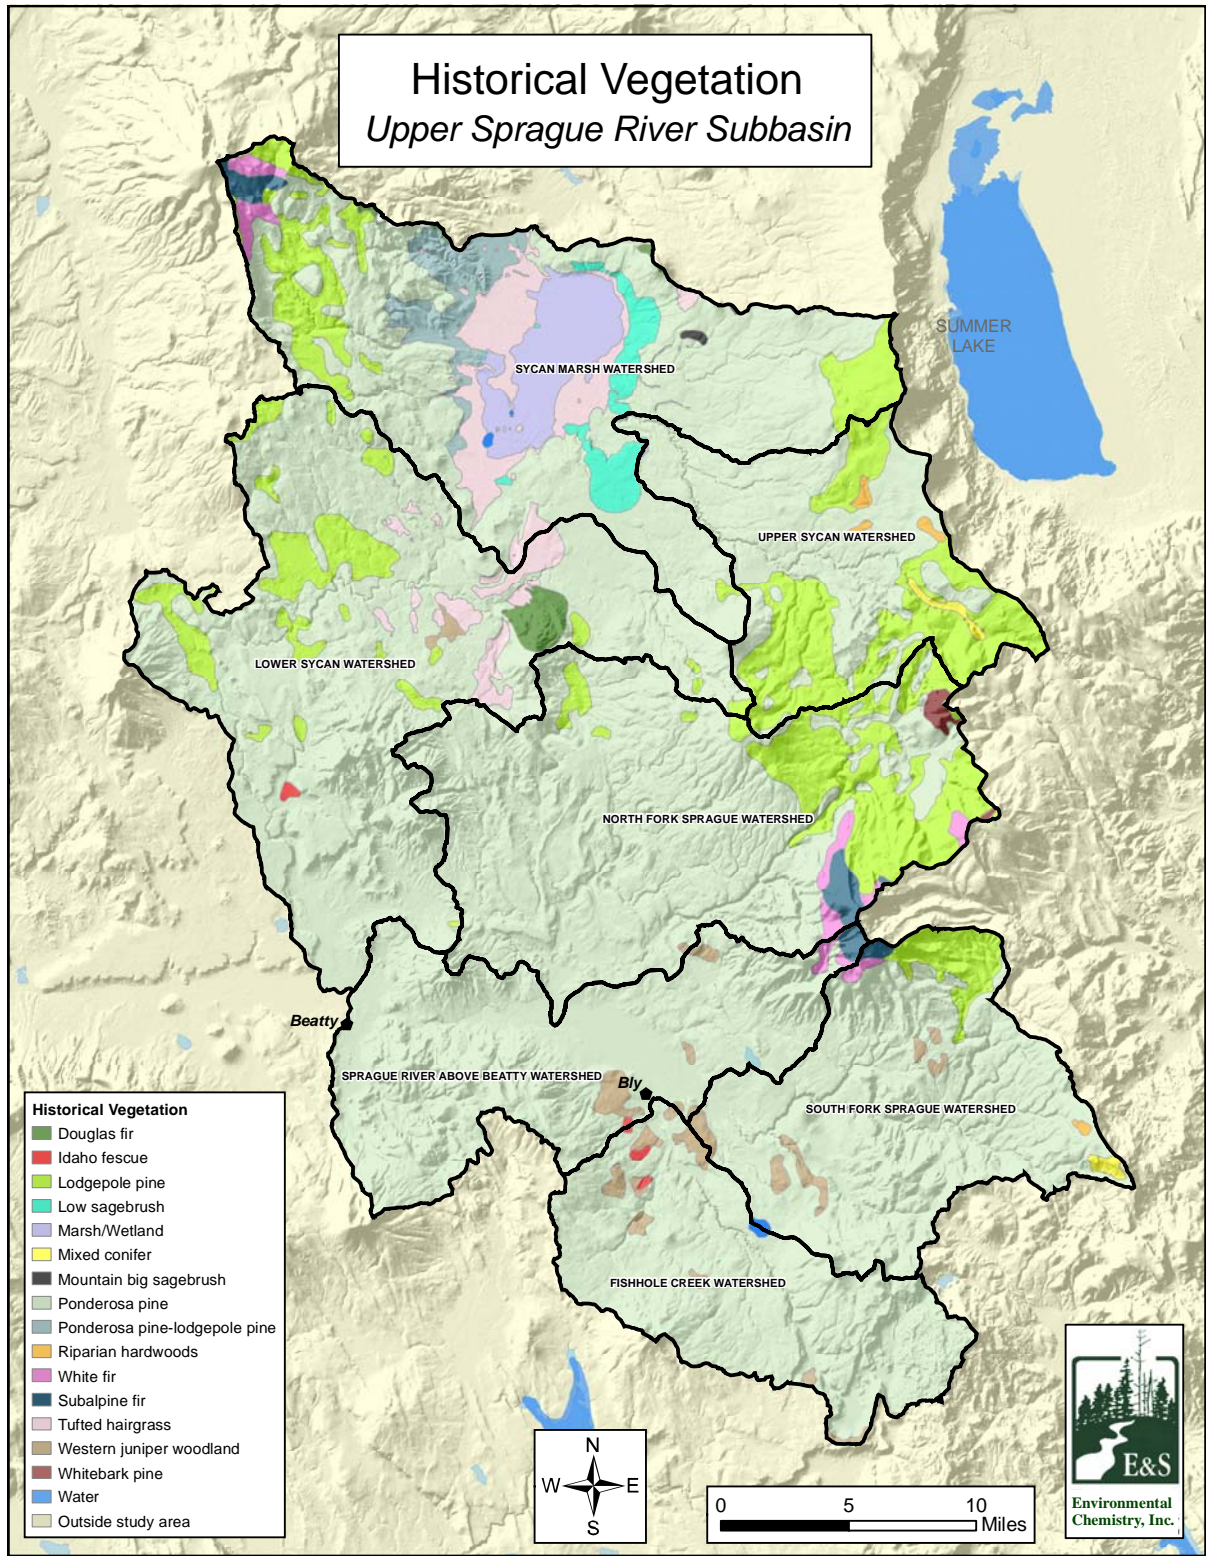 Historical Vegetation
Upper Sprague River Subbasin
SUMMER
LAKE
SYCAN MARSH WATERSHED
UPPER SYCAN WATERSHED
LOWER SYCAN WATERSHED
NORTH FORK SPRAGUE WATERSHED
Beatty
SPRAGUE RIVER ABOVE BEATTY WATERSHED
Bly
SOUTH FORK SPRAGUE WATERSHED
FISHHOLE CREEK WATERSHED
Historical Vegetation
Douglas fir
Idaho fescue
Lodgepole pine
Low sagebrush
Marsh/Wetland
Mixed conifer
Mountain big sagebrush
Ponderosa pine
Ponderosa pine-lodgepole pine
Riparian hardwoods
White fir
Subalpine fir
Tufted hairgrass
Western juniper woodland
Whitebark pine
Water
Outside study area
N
W E
S
0 5 10
Miles
E&S
Environmental
Chemistry, Inc.